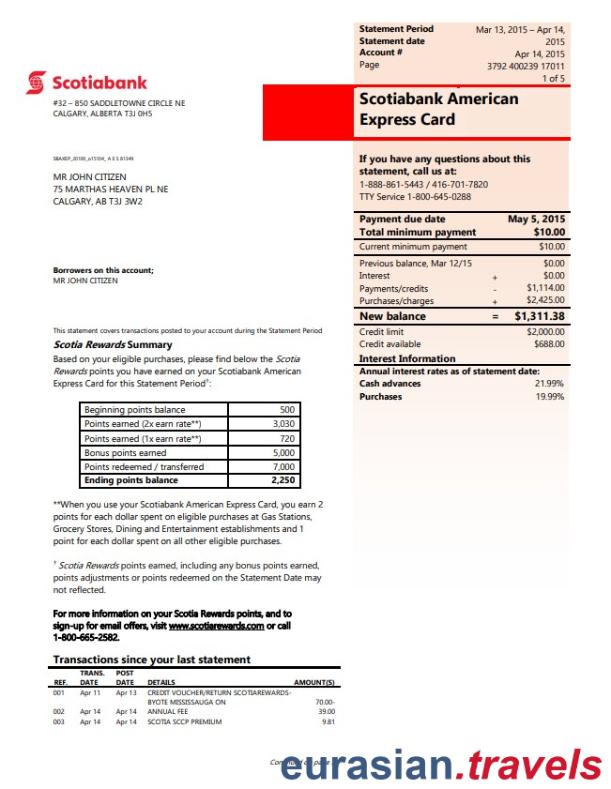 Statement Period Mar 13, 2015 – Apr 14,
Statement date 2015
Account # Apr 14, 2015
Page 3792 400239 17011
1 of 5
Scotiabank
#32 – 850 SADDLETOWNE CIRCLE NE
CALGARY, ALBERTA T3J 0H5
Scotiabank American
Express Card
MR JOHN CITIZEN
75 MARTHAS HEAVEN PL NE
CALGARY, AB T3J 3W2
If you have any questions about this
statement, call us at:
1-888-861-5443 / 416-701-7820
TTY Service 1-800-645-0288
Payment due date May 5, 2015
Total minimum payment $10.00
Current minimum payment $10.00
Previous balance, Mar 12/15 $0.00
Interest + $0.00
Payments/credits - $1,114.00
Purchases/charges + $2,425.00
New balance = $1,311.38
Credit limit $2,000.00
Credit available $688.00
Interest Information
Annual interest rates as of statement date:
Cash advances 21.99%
Purchases 19.99%
Borrowers on this account;
MR JOHN CITIZEN
This statement covers transactions posted to your account during the Statement Period
Scotia Rewards Summary
Based on your eligible purchases, please find below the Scotia
Rewards points you have earned on your Scotiabank American
Express Card for this Statement Period†:
Beginning points balance 500
Points earned (2x earn rate**) 3,030
Points earned (1x earn rate**) 720
Bonus points earned 5,000
Points redeemed / transferred 7,000
Ending points balance 2,250
**When you use your Scotiabank American Express Card, you earn 2
points for each dollar spent on eligible purchases at Gas Stations,
Grocery Stores, Dining and Entertainment establishments and 1
point for each dollar spent on all other eligible purchases.
† Scotia Rewards points earned, including any bonus points earned,
points adjustments or points redeemed on the Statement Date may
not reflected.
For more information on your Scotia Rewards points, and to
sign-up for email offers, visit www.scotiarewards.com or call
1-800-665-2582.
Transactions since your last statement
REF. TRANS. DATE POST DATE DETAILS AMOUNT(S)
001 Apr 11 Apr 13 CREDIT VOUCHER/RETURN SCOTIAREWARDS-
BYOTE MISSISSAUGA ON 70.00-
002 Apr 14 Apr 14 ANNUAL FEE 39.00
003 Apr 14 Apr 14 SCOTIA SCCP PREMIUM 9.81
eurasian.travels